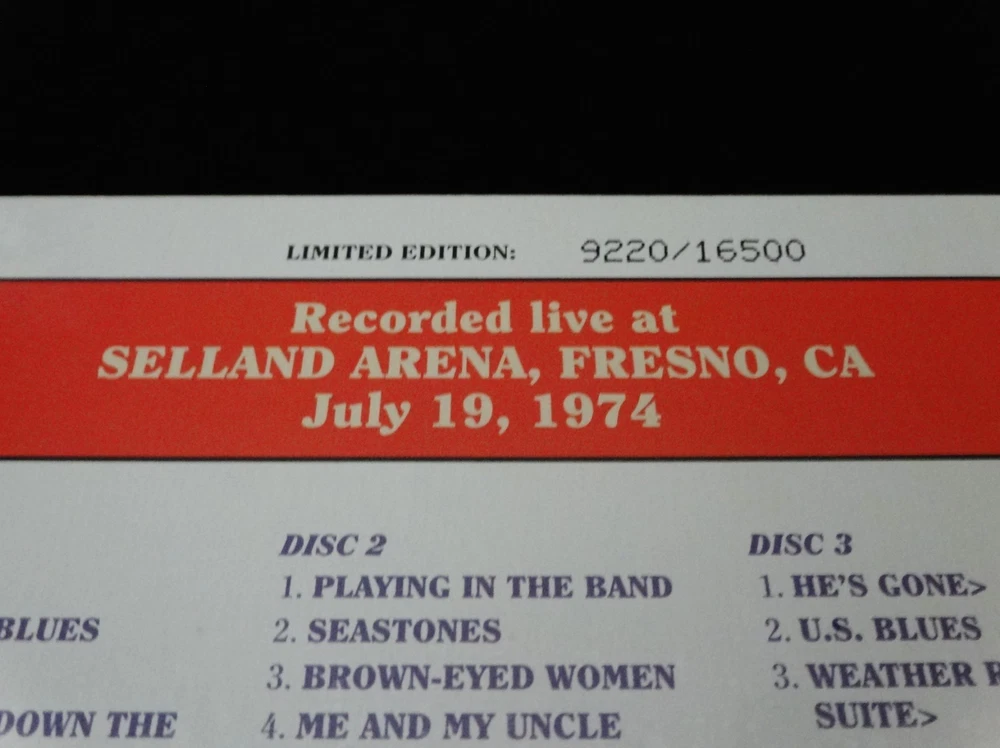 LIMITED EDITION: 9220/16500
Recorded live at
SELLAND ARENA, FRESNO, CA
July 19, 1974
BLUES
DOWN THE
DISC 2
1. PLAYING IN THE BAND
2. SEASTONES
3. BROWN-EYED WOMEN
4. ME AND MY UNCLE
DISC 3
1. HE'S GONE>
2. U.S. BLUES
3. WEATHER R
SUITE>